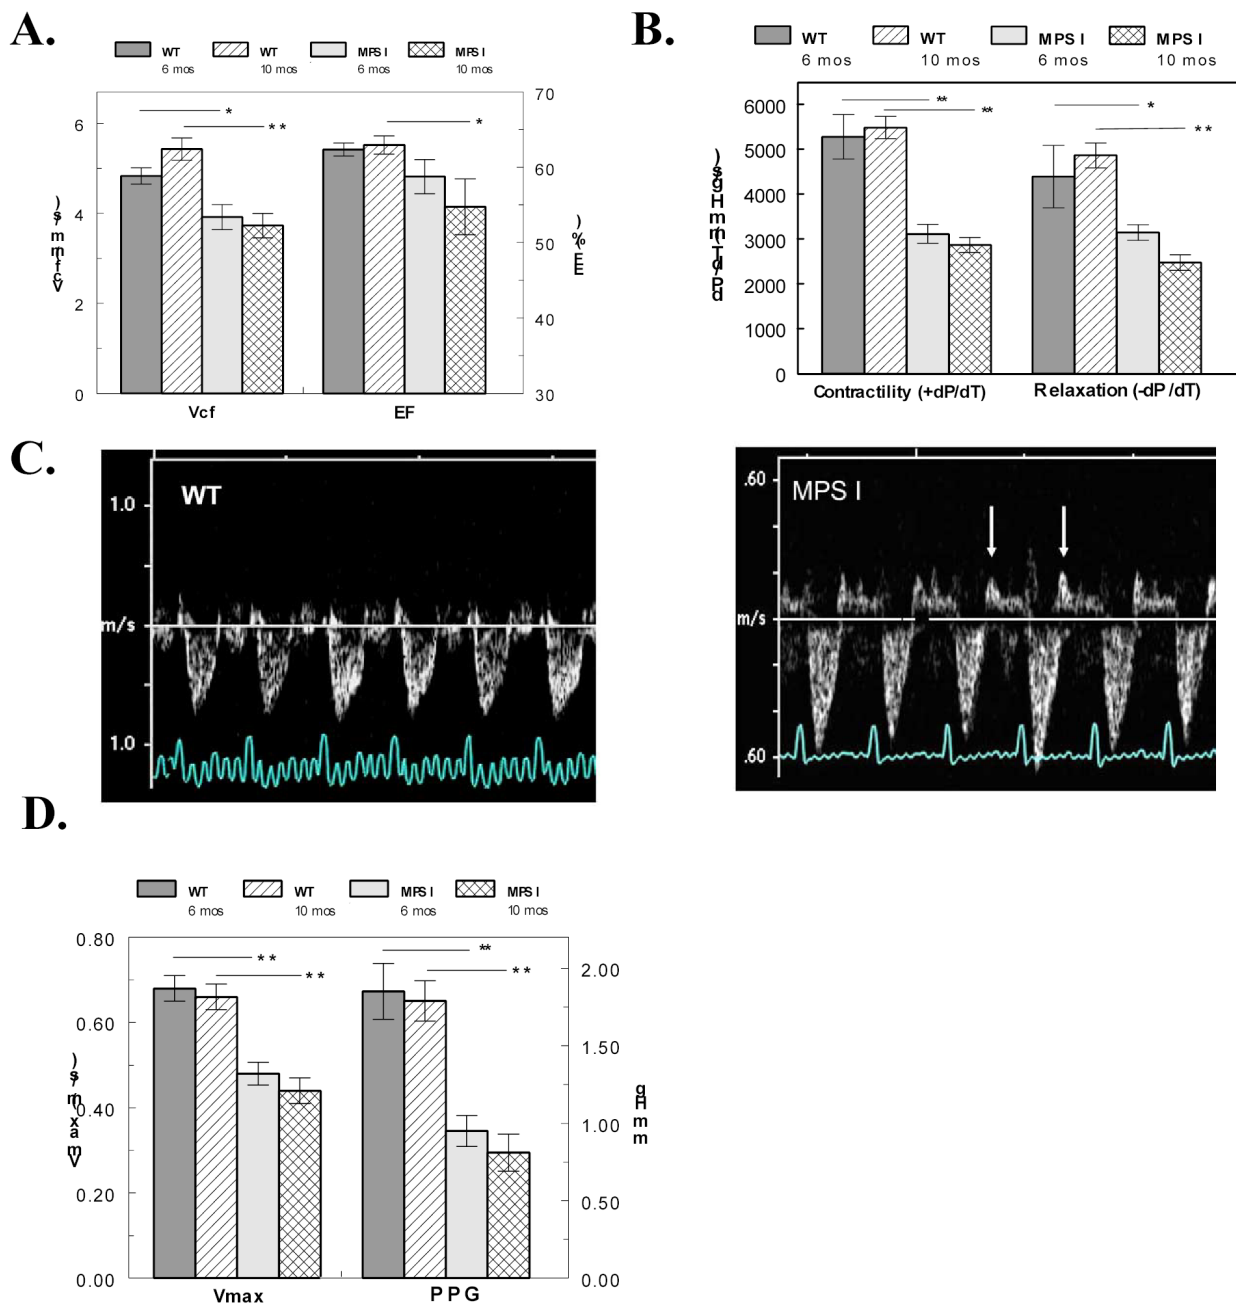 A.
WT WT MPS I MPS I
6 mos 10 mos 6 mos 10 mos
* 
**
*
6
4
2
0
Vcf(mm/s)
70
60
50
40
30
EE(%)
Vcf EF
B.
WT WT MPS I MPS I
6 mos 10 mos 6 mos 10 mos
**
**
*
**
6000
5000
4000
3000
2000
1000
0
dP/dT(mmHg/s)
Contractility (+dP/dT) Relaxation (-dP/dT)
C.
WT
1.0
m/s
1.0
MPS I
.60
m/s
.60
D.
WT WT MPS I MPS I
6 mos 10 mos 6 mos 10 mos
**
**
**
**
0.80
0.60
0.40
0.20
0.00
Vmax(m/s)
2.00
1.50
1.00
0.50
0.00
mmHg
Vmax PPG